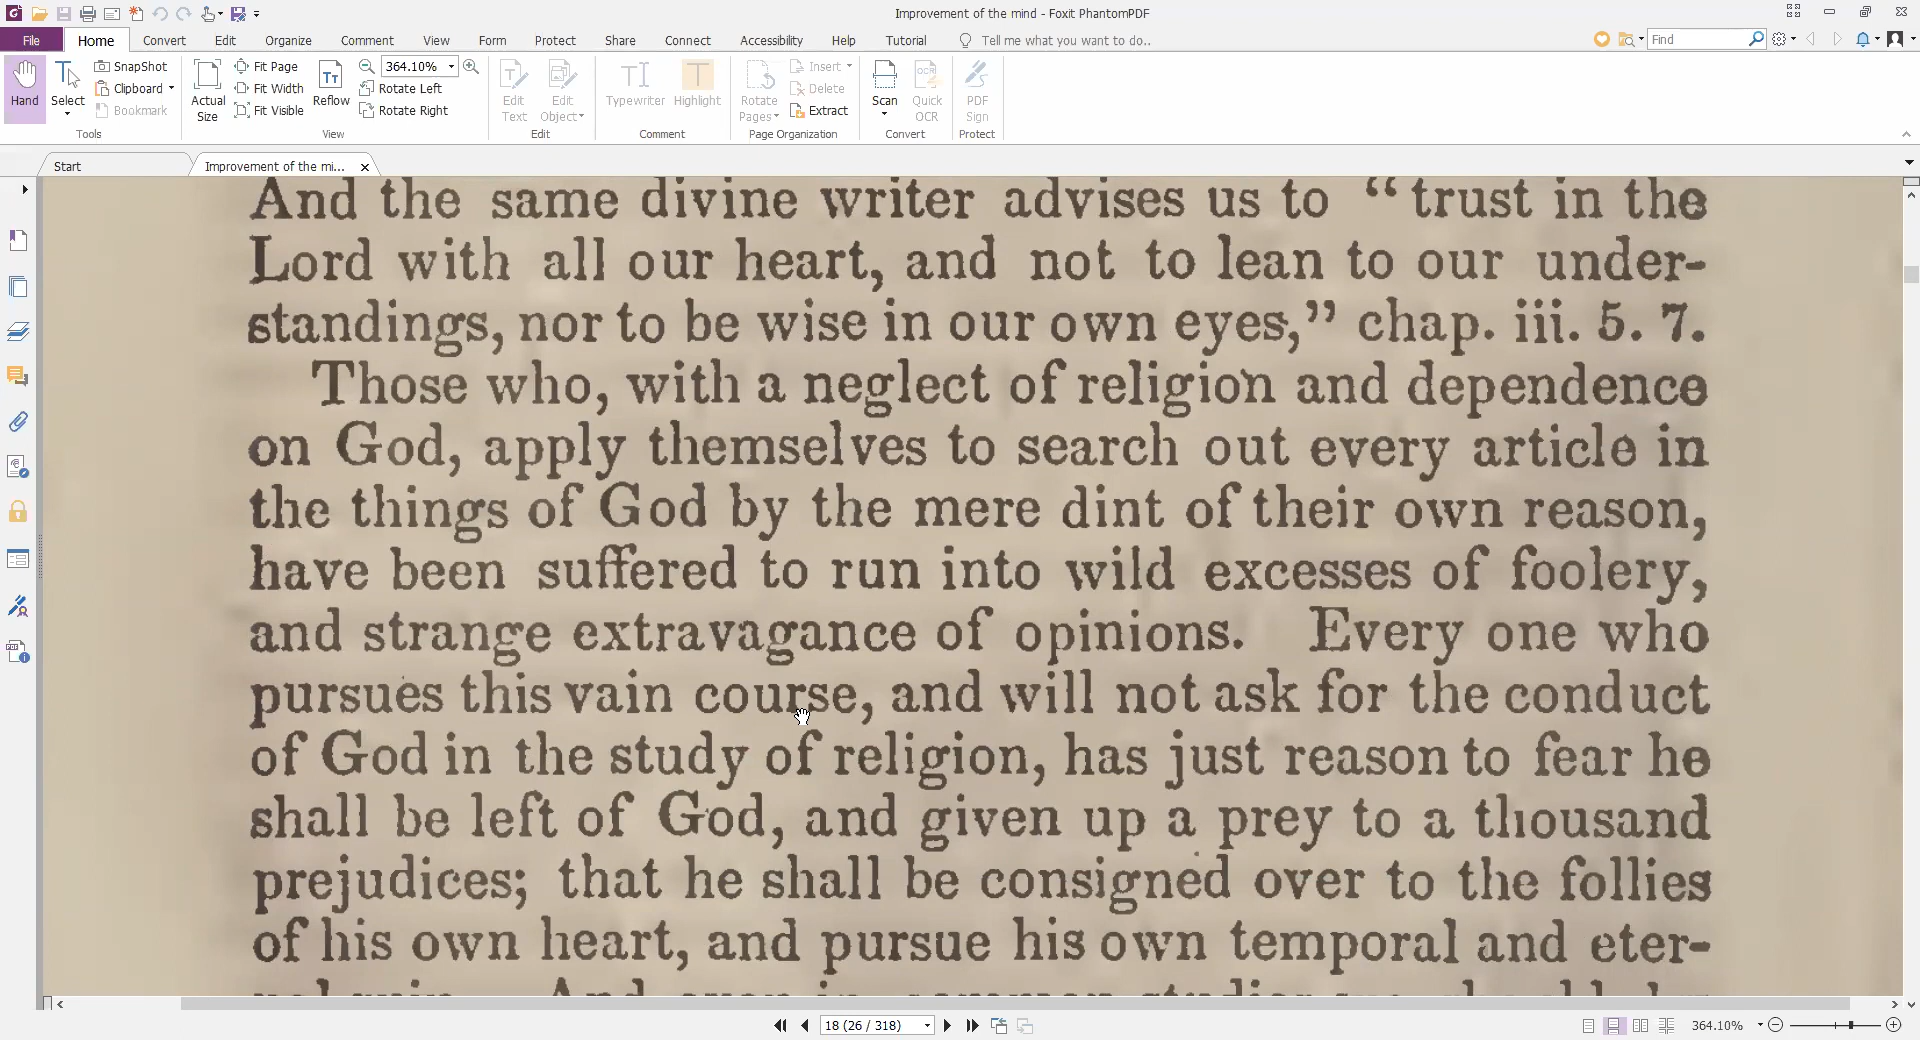 Improvement of the mind - Foxit PhantomPDF
File Home Convert Edit Organize Comment View Form Protect Share Connect Accessibility Help Tutorial Tell me what you want to do.. Find
Hand Select SnapShot Clipboard Bookmark
Tools
Actual Size Fit Page Fit Width Fit Visible Reflow 364.10% Rotate Left Rotate Right
View
Edit Text Edit Object
Edit
Typewriter Highlight
Comment
Rotate Pages Insert Delete Extract
Page Organization
Scan Quick OCR
Convert
PDF Sign
Protect
Start Improvement of the mi...
And the same divine writer advises us to “trust in the
Lord with all our heart, and not to lean to our under-
standings, nor to be wise in our own eyes,” chap. iii. 5. 7.
Those who, with a neglect of religion and dependence
on God, apply themselves to search out every article in
the things of God by the mere dint of their own reason,
have been suffered to run into wild excesses of foolery,
and strange extravagance of opinions. Every one who
pursues this vain course, and will not ask for the conduct
of God in the study of religion, has just reason to fear he
shall be left of God, and given up a prey to a thousand
prejudices; that he shall be consigned over to the follies
of his own heart, and pursue his own temporal and eter-
18 (26 / 318) 364.10%